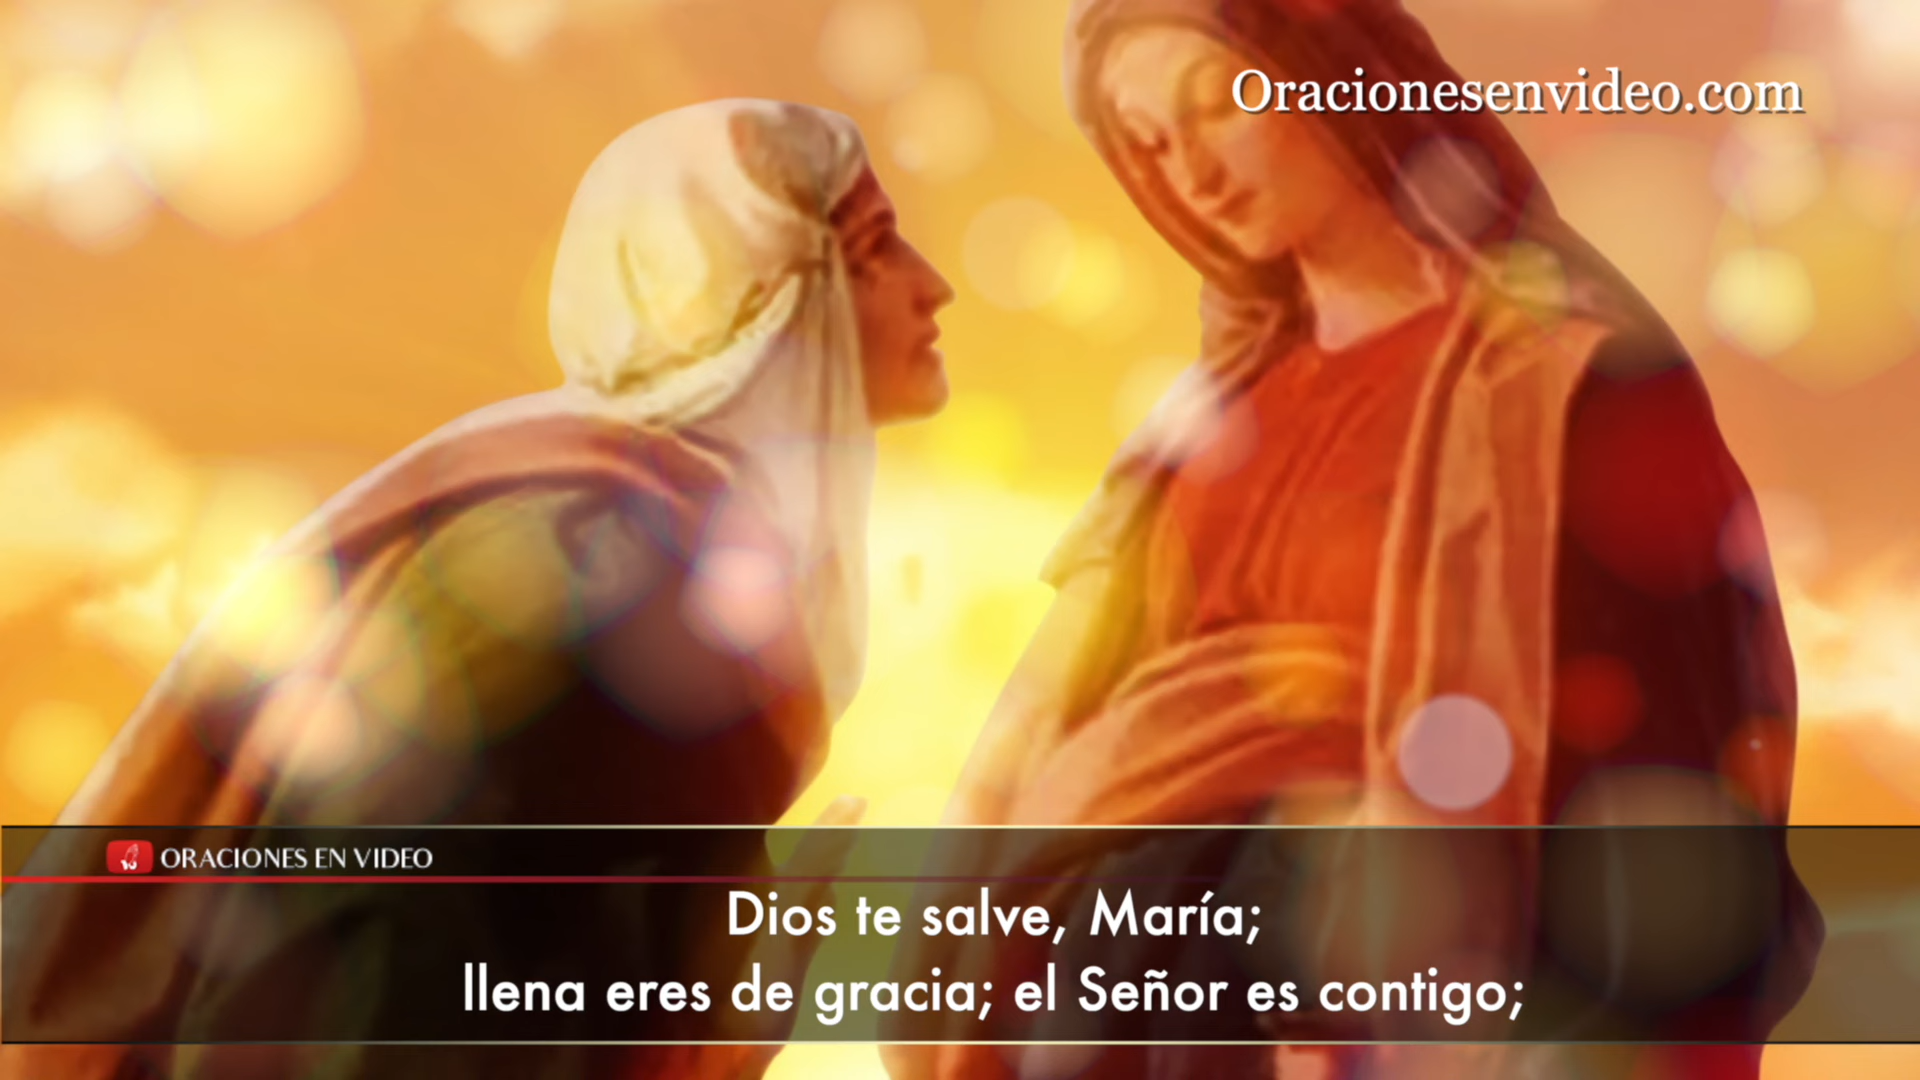 Oracionesenvideo.com
ORACIONES EN VIDEO
Dios te salve, María;
llena eres de gracia; el Señor es contigo;